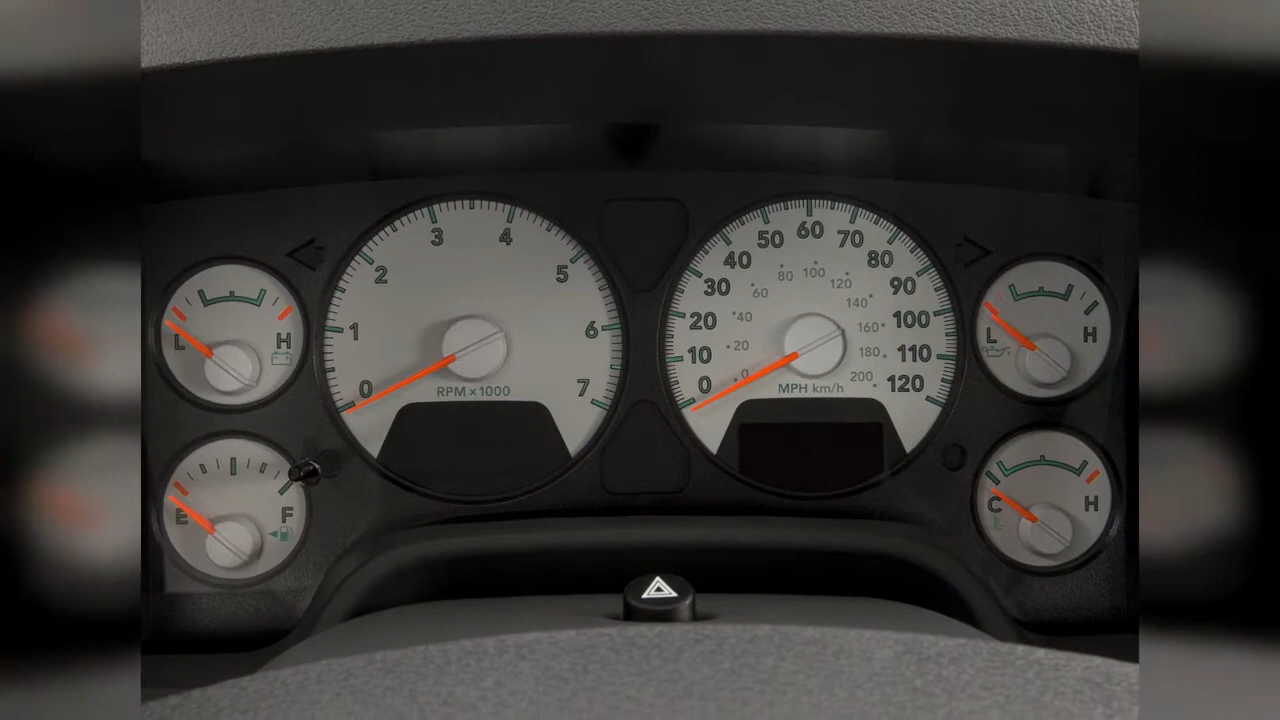 L H
E F
0 1 2 3 4 5 6 7
RPM x 1000
0 10 20 30 40 50 60 70 80 90 100 110 120
0 20 40 60 80 100 120 140 160 180 200
MPH km/h
L H
C H